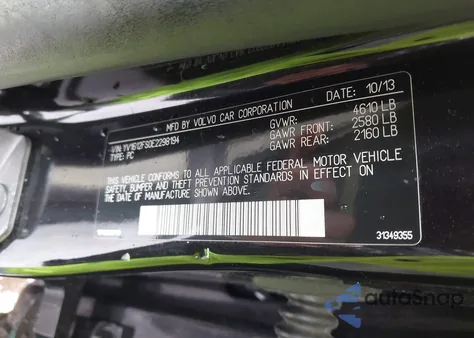 MFD BY VOLVO CAR CORPORATION DATE: 10/13
VIN: YV1612FS0E2298194 GVWR: 4610 LB
TYPE: PC GAWR FRONT: 2580 LB
GAWR REAR: 2160 LB
THIS VEHICLE CONFORMS TO ALL APPLICABLE FEDERAL MOTOR VEHICLE
SAFETY, BUMPER AND THEFT PREVENTION STANDARDS IN EFFECT ON
THE DATE OF MANUFACTURE SHOWN ABOVE.
31349355
autoSnap